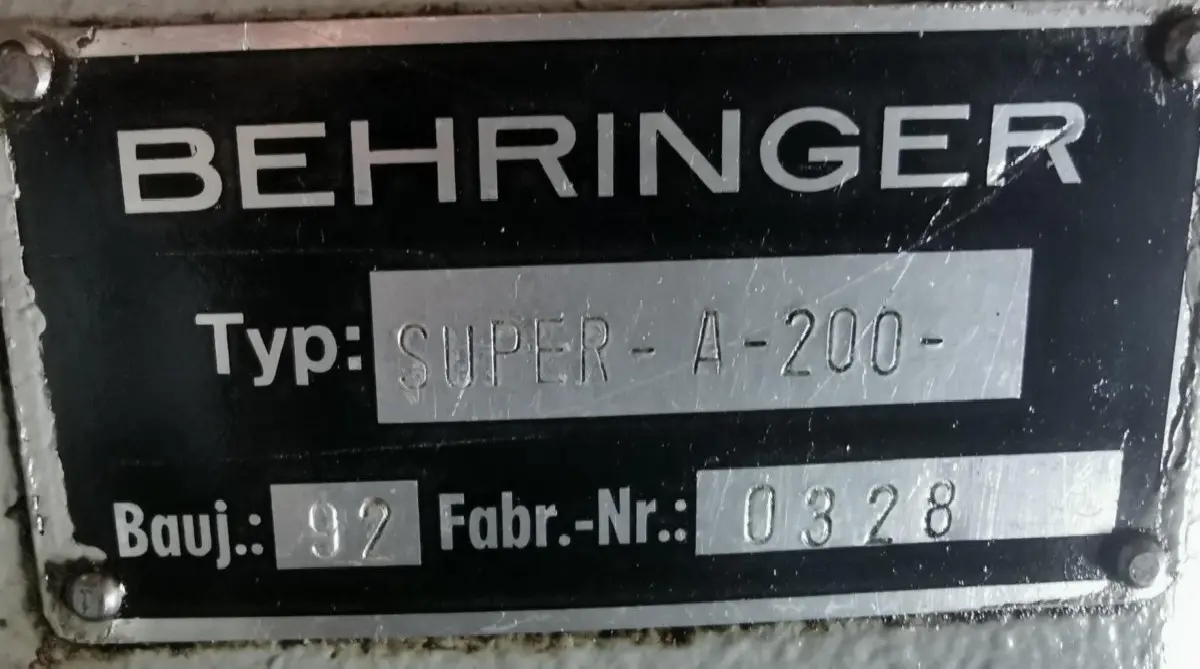 BEHRINGER
Typ: SUPER - A - 200 -
Bauj.: 92 Fabr.-Nr.: 0328